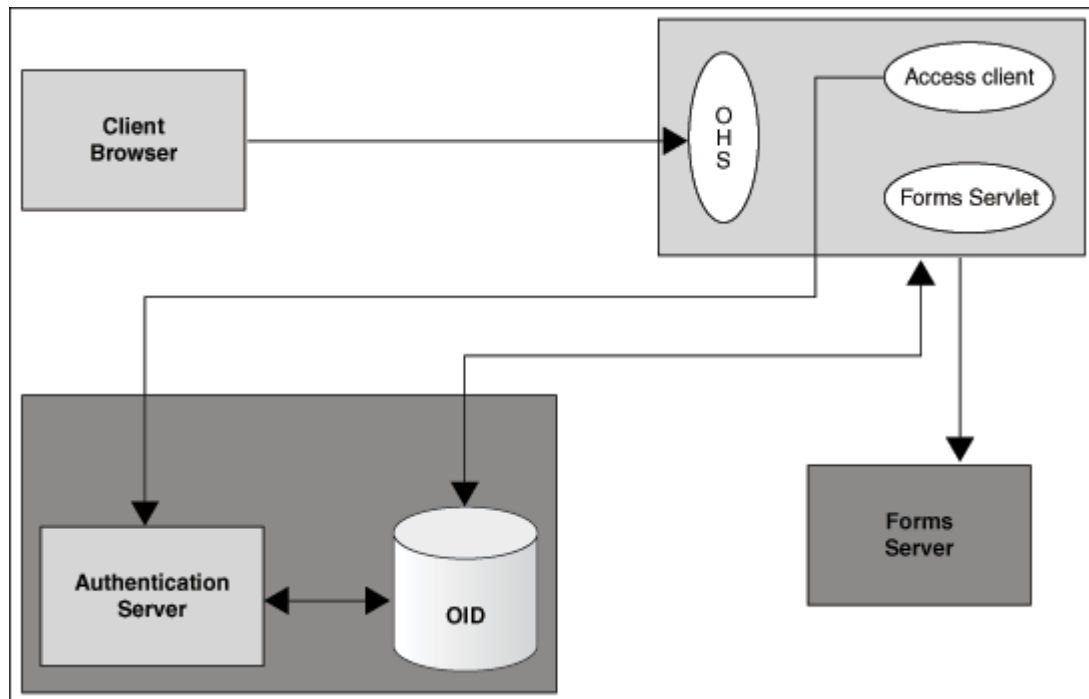 Client
Browser
O
H
S
Access client
Forms Servlet
Authentication
Server
OID
Forms
Server